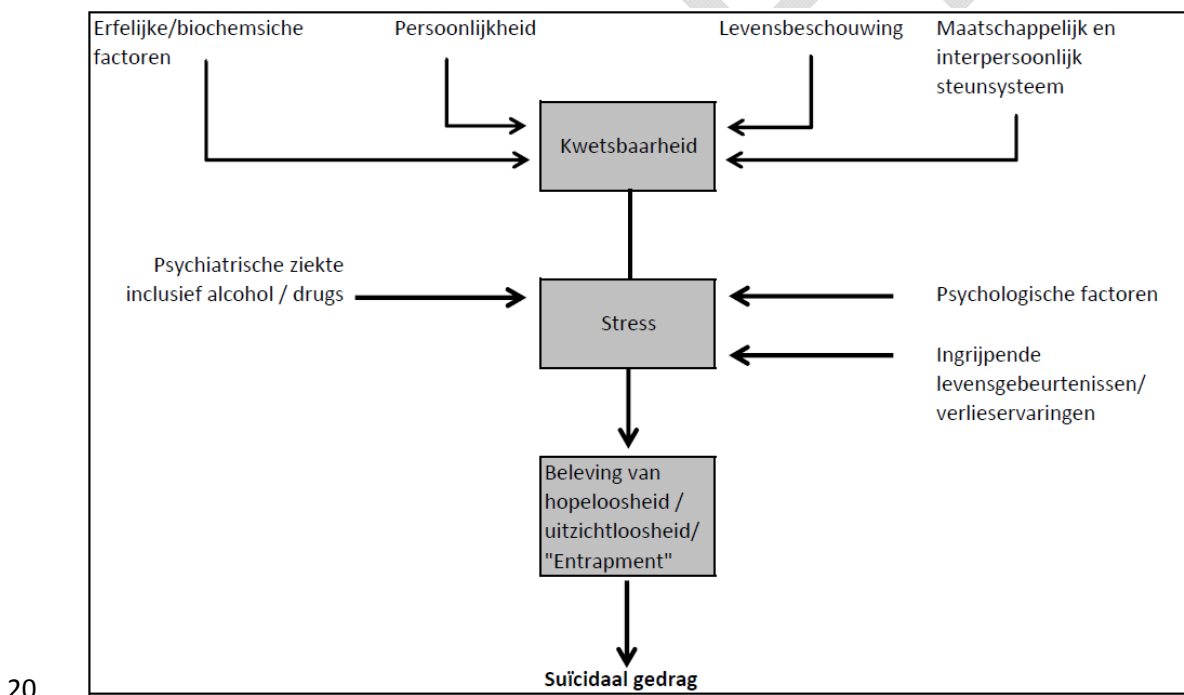 Erfelijke/biochemsiche
factoren
Persoonlijkheid
Levensbeschouwing
Maatschappelijk en
interpersoonlijk
steunsysteem
Kwetsbaarheid
Psychiatrische ziekte
inclusief alcohol / drugs
Stress
Psychologische factoren
Ingrijpende
levensgebeurtenissen/
verlieservaringen
Beleving van
hopeloosheid /
uitzichtloosheid/
"Entrapment"
Suïcidaal gedrag
20